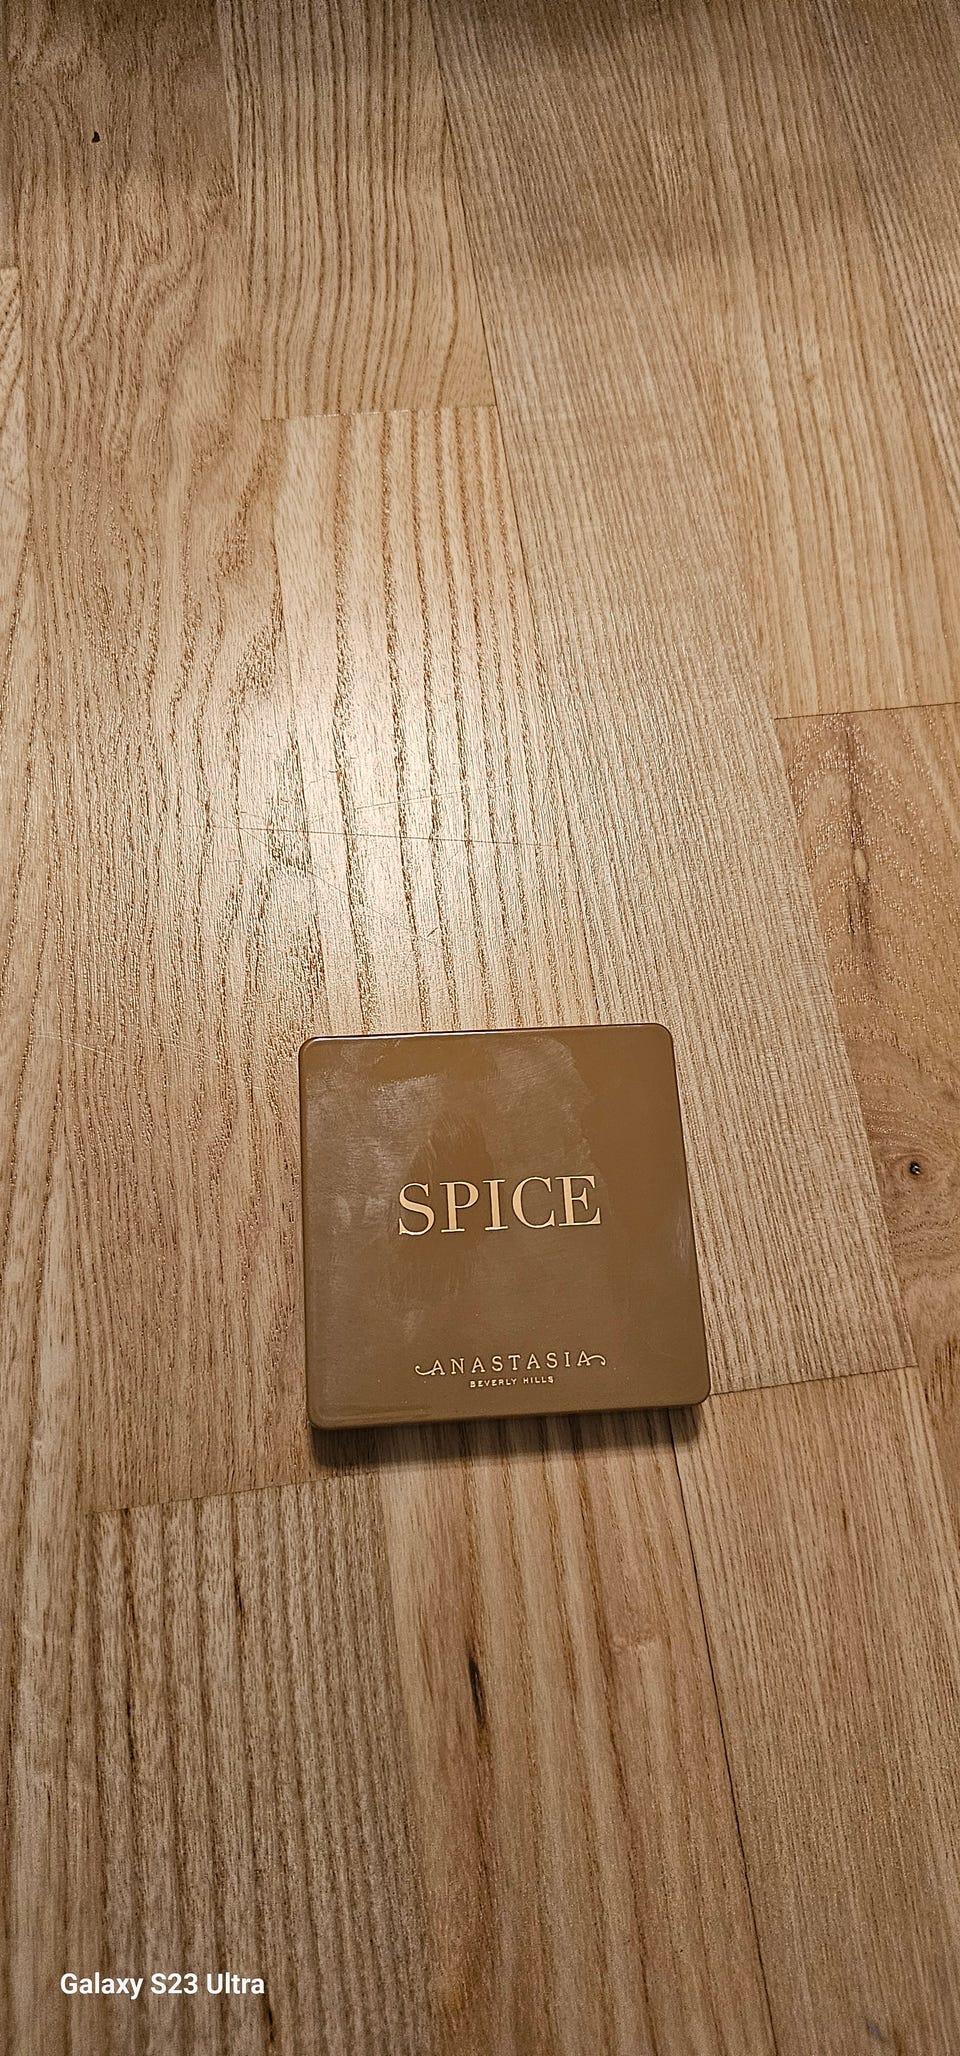 SPICE
ANASTASIA
BEVERLY HILLS
Galaxy S23 Ultra